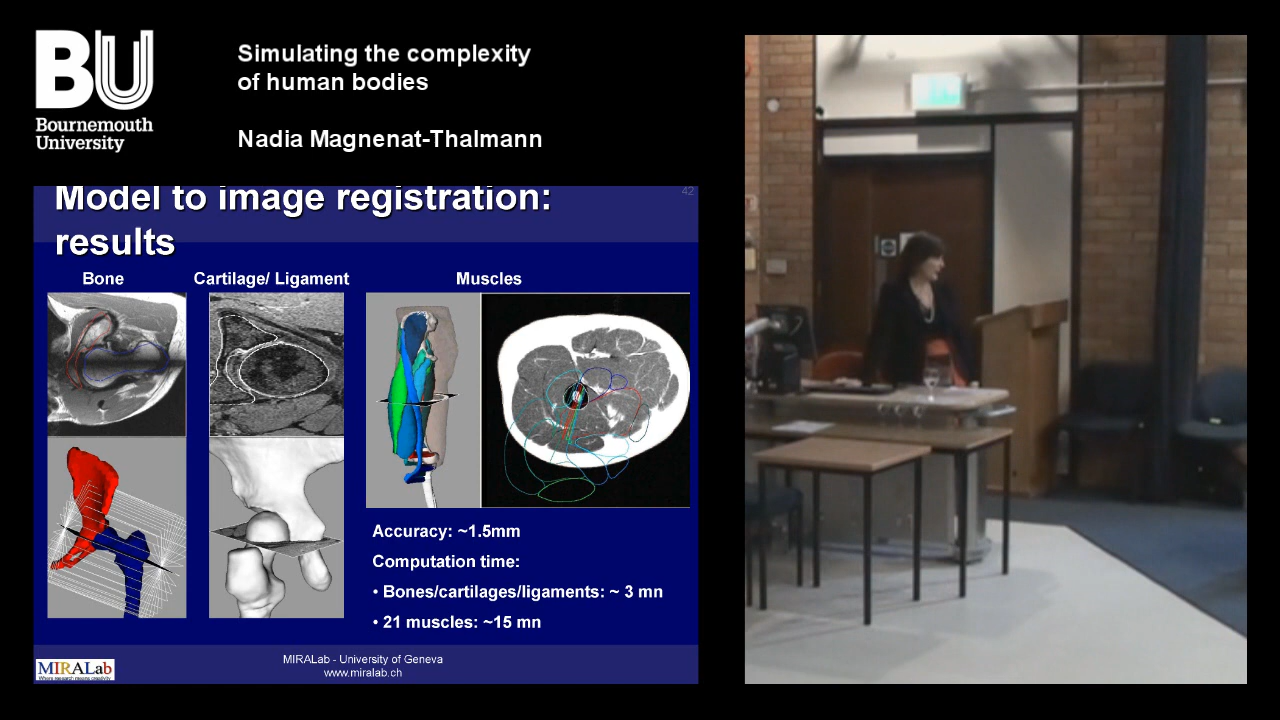 BU
Bournemouth
University
Simulating the complexity
of human bodies
Nadia Magnenat-Thalmann
42
Model to image registration:
results
Bone
Cartilage/ Ligament
Muscles
Accuracy: ~1.5mm
Computation time:
• Bones/cartilages/ligaments: ~ 3 mn
• 21 muscles: ~15 mn
MIRALab
MIRALab - University of Geneva
www.miralab.ch